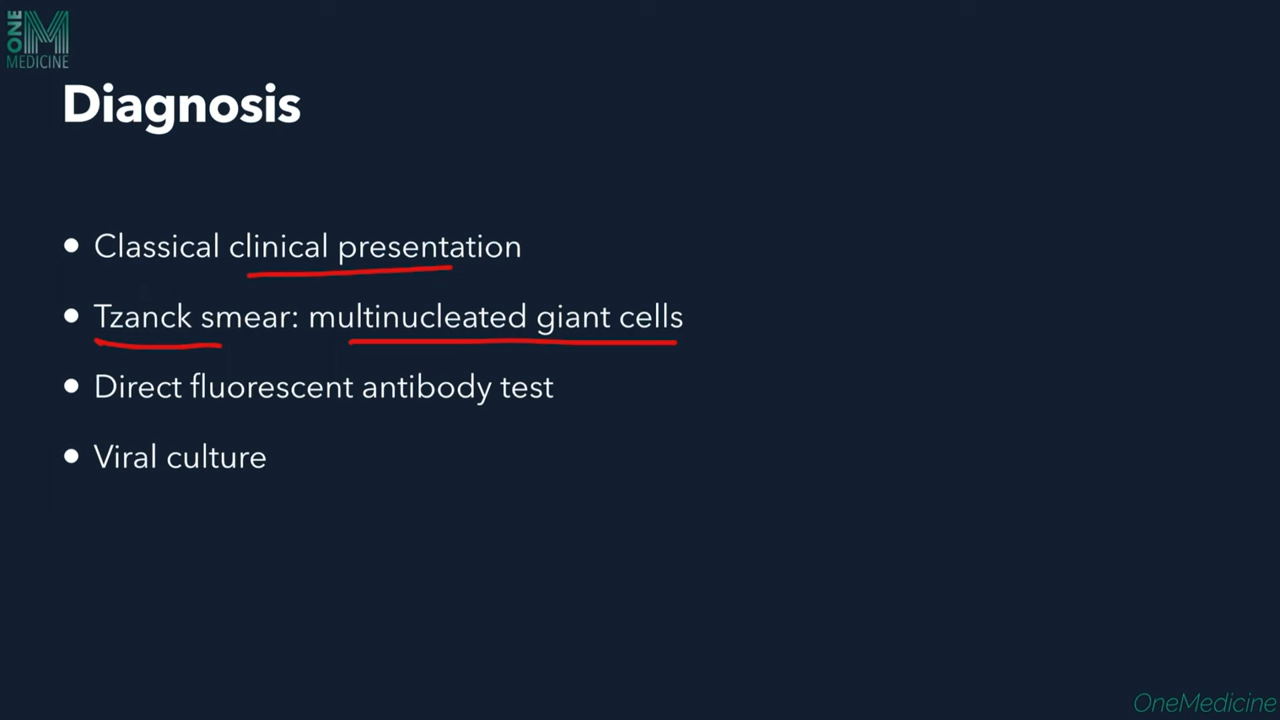 ONE
M
MEDICINE
Diagnosis
• Classical clinical presentation
• Tzanck smear: multinucleated giant cells
• Direct fluorescent antibody test
• Viral culture
OneMedicine